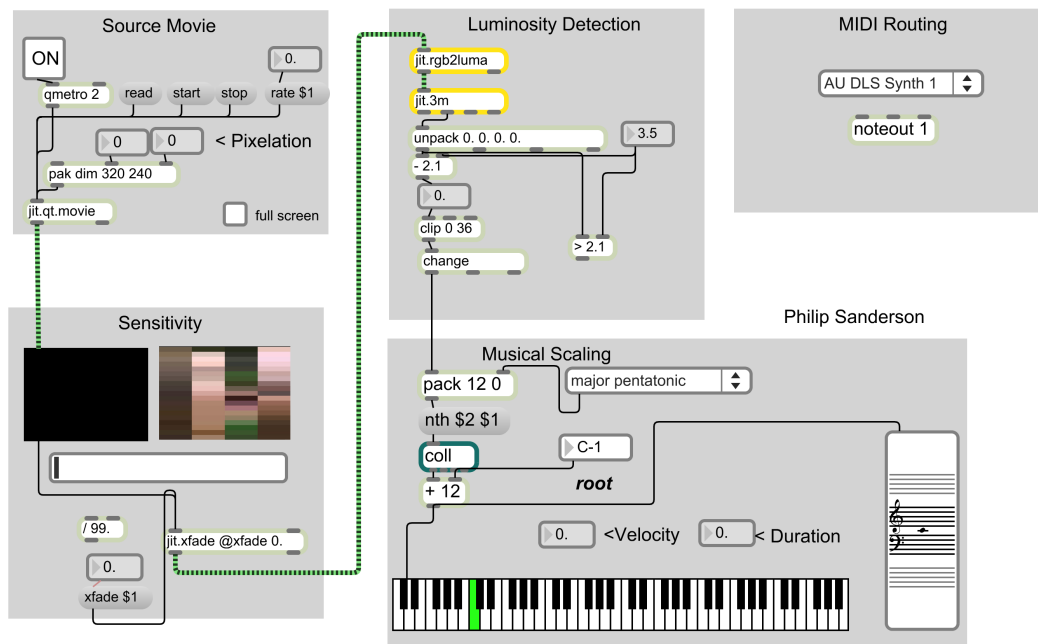 Source Movie
ON
0.
qmetro 2
read
start
stop
rate $1
0
0
< Pixelation
pak dim 320 240
jit.qt.movie
full screen
Sensitivity
/ 99.
jit.xfade @xfade 0.
0.
xfade $1
Luminosity Detection
jit.rgb2luma
jit.3m
unpack 0. 0. 0. 0.
3.5
- 2.1
0.
clip 0 36
> 2.1
change
MIDI Routing
AU DLS Synth 1
noteout 1
Philip Sanderson
Musical Scaling
pack 12 0
major pentatonic
nth $2 $1
coll
C-1
+ 12
root
0.
<Velocity
0.
< Duration